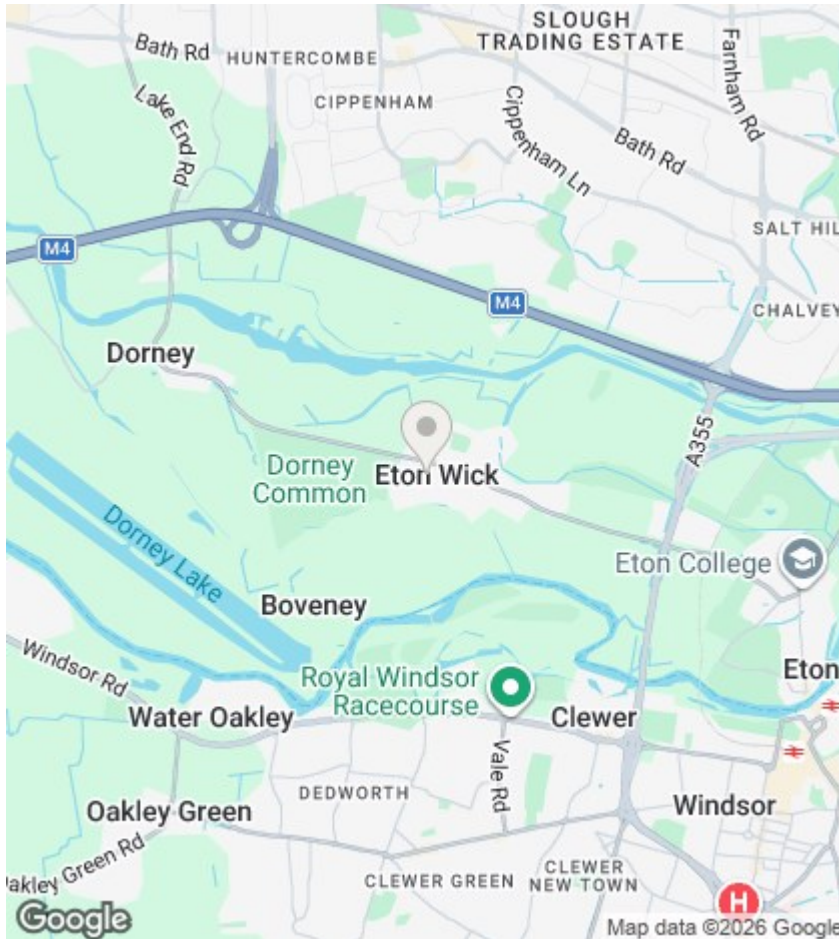 SLOUGH
TRADING ESTATE
Bath Rd
HUNTERCOMBE
Farnham Rd
Lake End Rd
CIPPENHAM
Cippenham Ln
Bath Rd
SALT HIL
M4
M4
CHALVEY
Dorney
A355
Dorney
Common
Eton Wick
Dorney Lake
Eton College
Boveney
Windsor Rd
Royal Windsor
Racecourse
Eton
Water Oakley
Clewer
Vale Rd
DEDWORTH
Oakley Green
Windsor
Oakley Green Rd
CLEWER GREEN
CLEWER
NEW TOWN
H
Google
Map data ©2026 Google